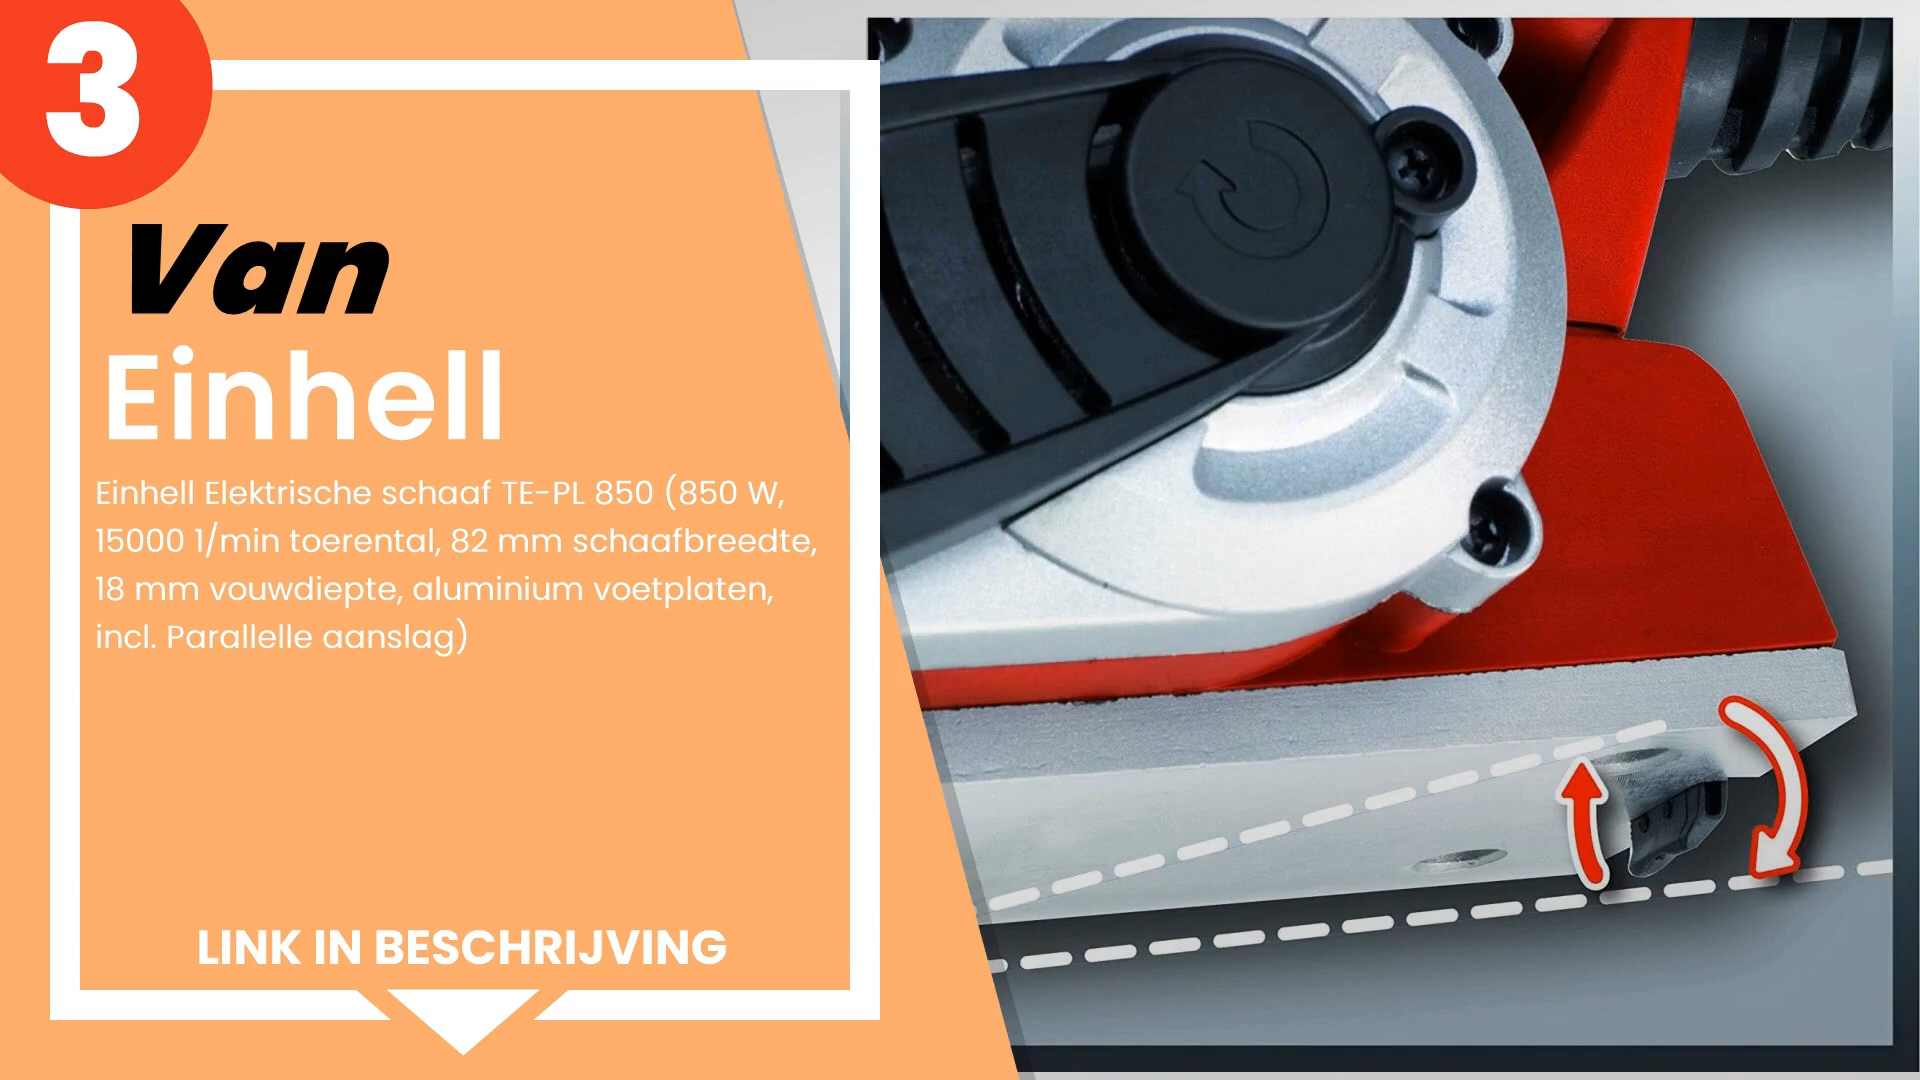 3
Van
Einhell
Einhell Elektrische schaaf TE-PL 850 (850 W,
15000 1/min toerental, 82 mm schaafbreedte,
18 mm vouwdiepte, aluminium voetplaten,
incl. Parallelle aanslag)
LINK IN BESCHRIJVING